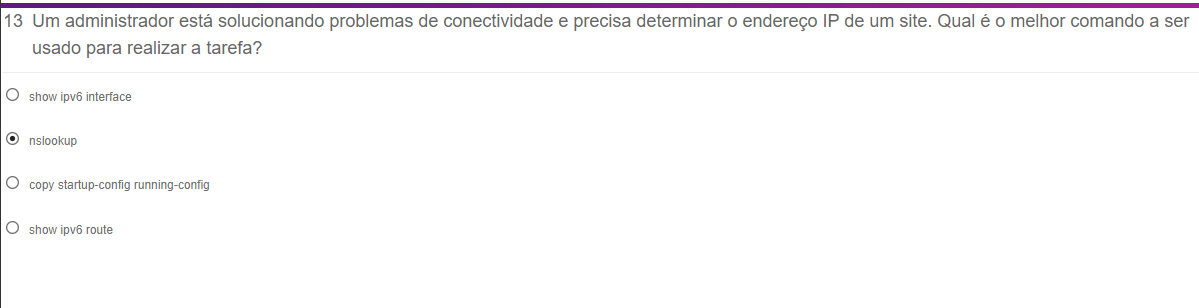 13 Um administrador está solucionando problemas de conectividade e precisa determinar o endereço IP de um site. Qual é o melhor comando a ser
usado para realizar a tarefa?
show ipv6 interface
nslookup
copy startup-config running-config
show ipv6 route